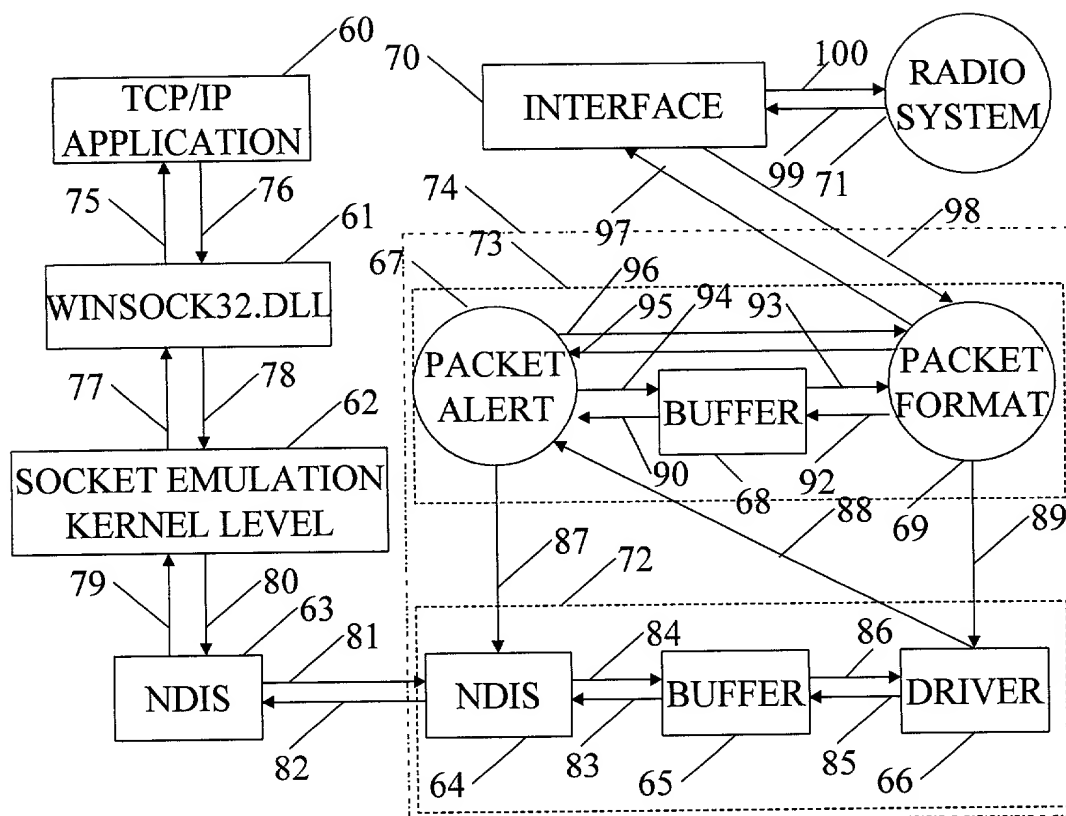 60
70
100
TCP/IP
APPLICATION
INTERFACE
RADIO
SYSTEM
75
76
74
99
71
61
73
97
98
67
96
95
94
93
WINSOCK32.DLL
PACKET
ALERT
BUFFER
PACKET
FORMAT
77
78
62
90
92
68
88
69
SOCKET EMULATION
KERNEL LEVEL
87
89
79
80
63
72
81
84
86
NDIS
NDIS
BUFFER
DRIVER
82
64
83
65
85
66